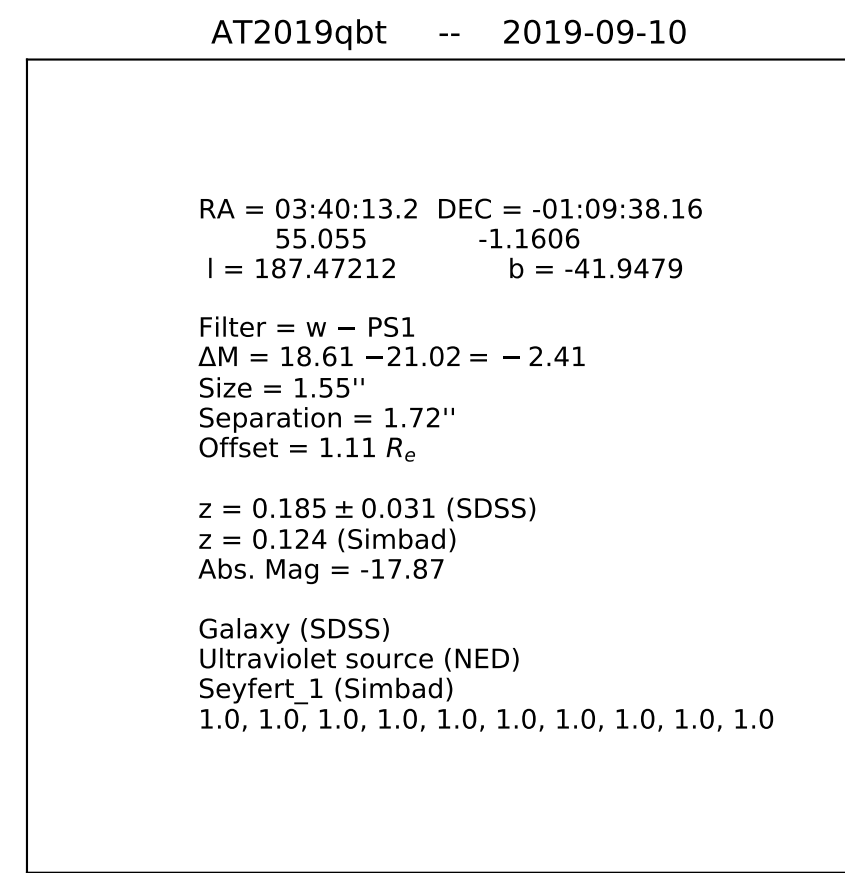 AT2019qbt -- 2019-09-10
RA = 03:40:13.2 DEC = -01:09:38.16
55.055 -1.1606
l = 187.47212 b = -41.9479
Filter = w − PS1
ΔM = 18.61 −21.02 = − 2.41
Size = 1.55''
Separation = 1.72''
Offset = 1.11 Rₑ
z = 0.185 ± 0.031 (SDSS)
z = 0.124 (Simbad)
Abs. Mag = -17.87
Galaxy (SDSS)
Ultraviolet source (NED)
Seyfert_1 (Simbad)
1.0, 1.0, 1.0, 1.0, 1.0, 1.0, 1.0, 1.0, 1.0, 1.0